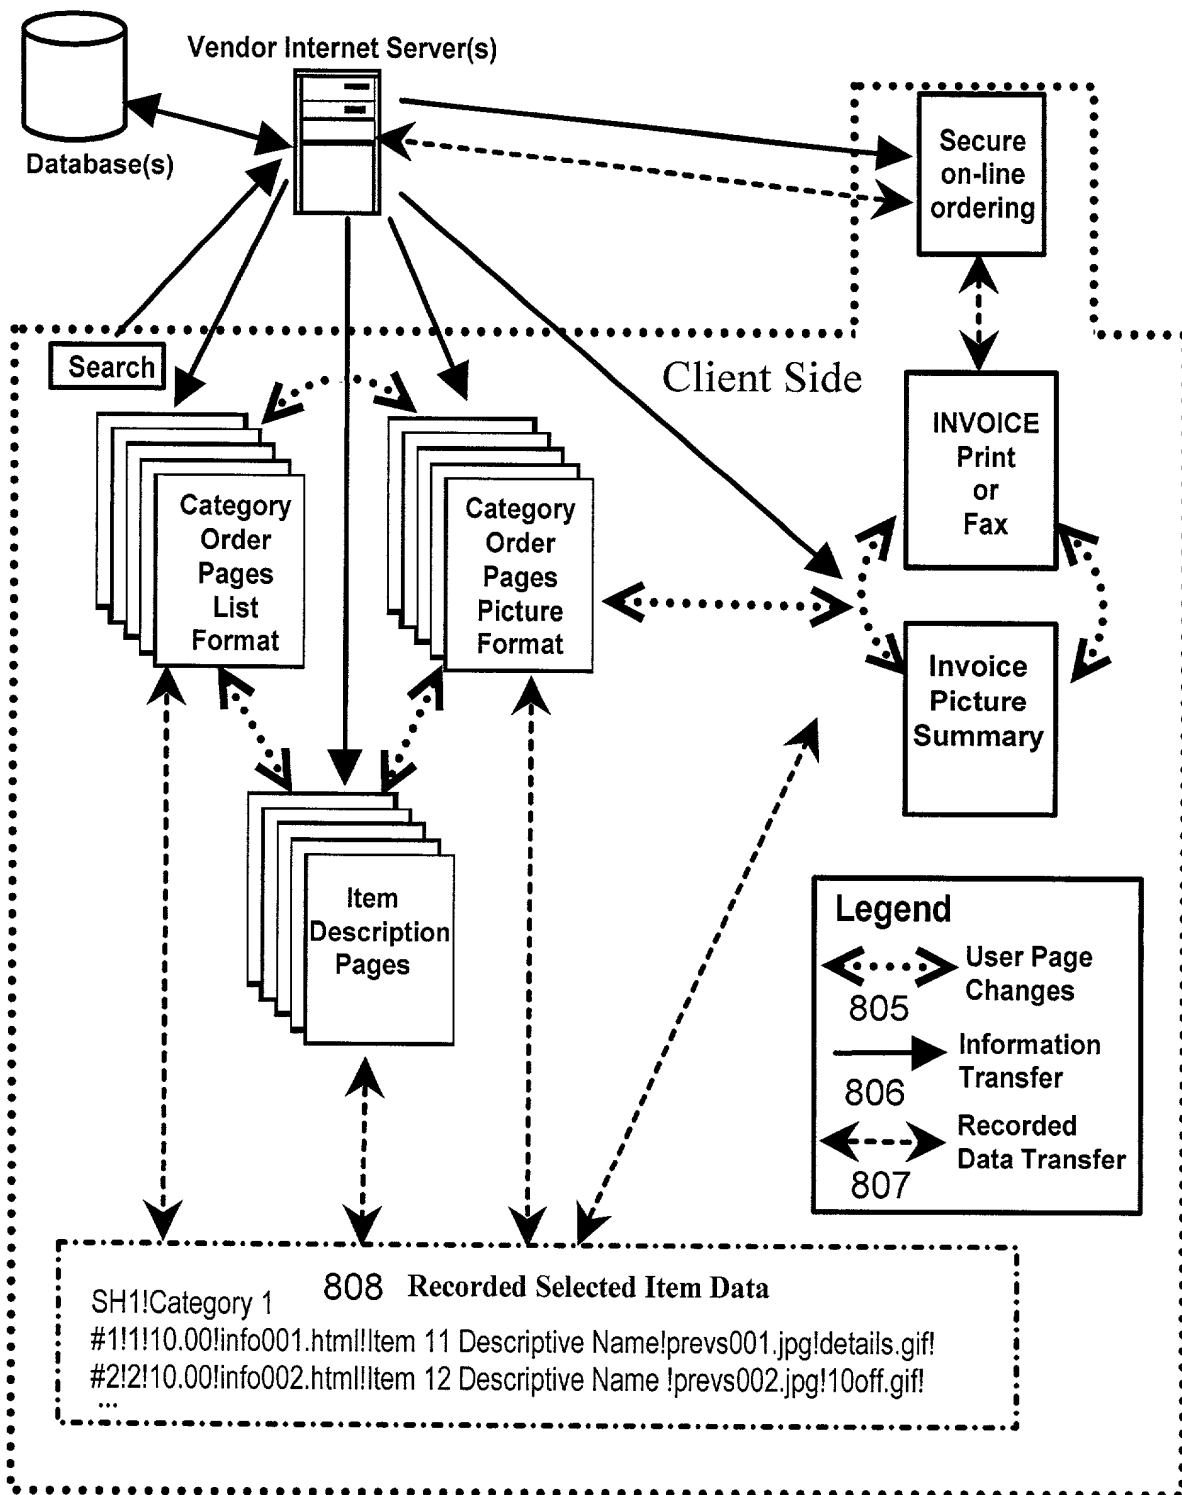 Vendor Internet Server(s)
Database(s)
Secure
on-line
ordering
Search
Client Side
INVOICE
Print
or
Fax
Category
Order
Pages
List
Format
Category
Order
Pages
Picture
Format
Invoice
Picture
Summary
Item
Description
Pages
Legend
User Page
Changes
805
Information
Transfer
806
Recorded
Data Transfer
807
808 Recorded Selected Item Data
SH1!Category 1
#1!1!10.00!info001.html!Item 11 Descriptive Name!prevs001.jpg!details.gif!
#2!2!10.00!info002.html!Item 12 Descriptive Name !prevs002.jpg!10off.gif!
...